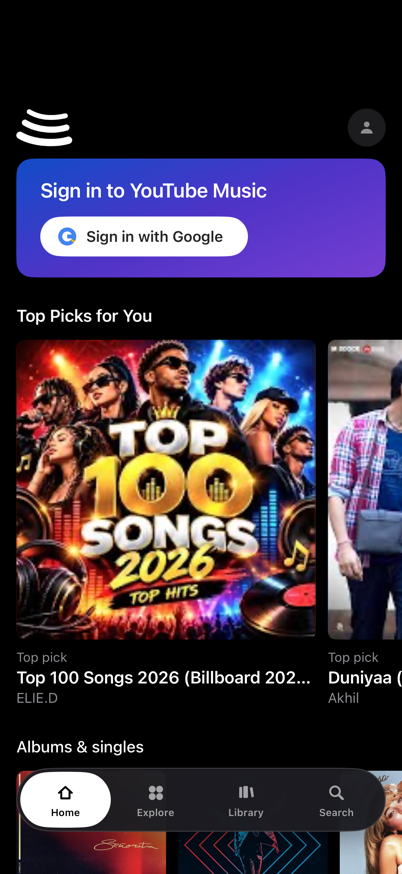 Sign in to YouTube Music
Sign in with Google
Top Picks for You
TOP
100
SONGS
2026
TOP HITS
Top pick
Top 100 Songs 2026 (Billboard 202...
ELIE.D
Top pick
Duniyaa (
Akhil
Albums & singles
Señorita
Home
Explore
Library
Search